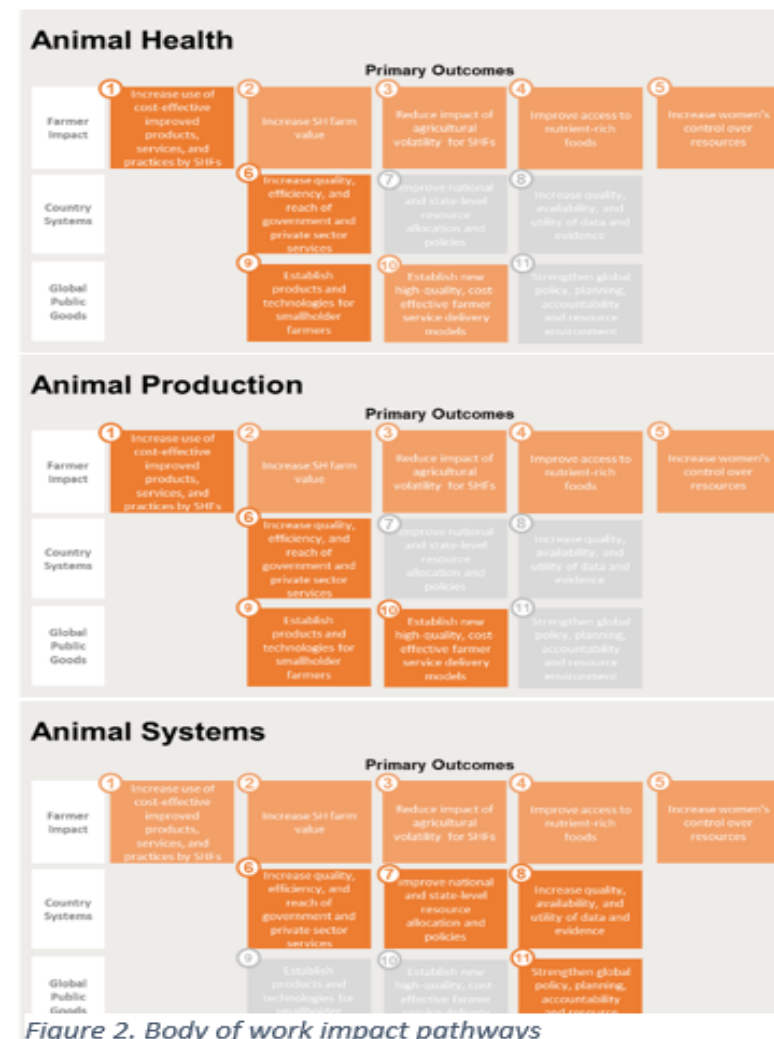 Animal Health
Primary Outcomes
Farmer
Impact
1
Increase use of
cost-effective
improved
products,
services, and
practices by SHFs
2
Increase SH farm
value
3
Reduce impact of
agricultural
volatility for SHFs
4
Improve access to
nutrient-rich
foods
5
Increase women's
control over
resources
Country
Systems
6
Increase quality,
efficiency, and
reach of
government and
private sector
services
7
Improve national
and state-level
resource
allocation and
policies
8
Increase quality,
availability, and
utility of data and
evidence
Global
Public
Goods
9
Establish
products and
technologies for
smallholder
farmers
10
Establish new
high-quality, cost-
effective farmer
service delivery
models
11
Strengthen global
policy, planning,
accountability
and resource
environment
Animal Production
Primary Outcomes
Farmer
Impact
1
Increase use of
cost-effective
improved
products,
services, and
practices by SHFs
2
Increase SH farm
value
3
Reduce impact of
agricultural
volatility for SHFs
4
Improve access to
nutrient-rich
foods
5
Increase women's
control over
resources
Country
Systems
6
Increase quality,
efficiency, and
reach of
government and
private sector
services
7
Improve national
and state-level
resource
allocation and
policies
8
Increase quality,
availability, and
utility of data and
evidence
Global
Public
Goods
9
Establish
products and
technologies for
smallholder
farmers
10
Establish new
high-quality, cost-
effective farmer
service delivery
models
11
Strengthen global
policy, planning,
accountability
and resource
environment
Animal Systems
Primary Outcomes
Farmer
Impact
1
Increase use of
cost-effective
improved
products,
services, and
practices by SHFs
2
Increase SH farm
value
3
Reduce impact of
agricultural
volatility for SHFs
4
Improve access to
nutrient-rich
foods
5
Increase women's
control over
resources
Country
Systems
6
Increase quality,
efficiency, and
reach of
government and
private sector
services
7
Improve national
and state-level
resource
allocation and
policies
8
Increase quality,
availability, and
utility of data and
evidence
Global
Public
Goods
9
Establish
products and
technologies for
smallholder
10
Establish new
high-quality, cost-
effective farmer
service delivery
11
Strengthen global
policy, planning,
accountability
and resource
Figure 2. Body of work impact pathways